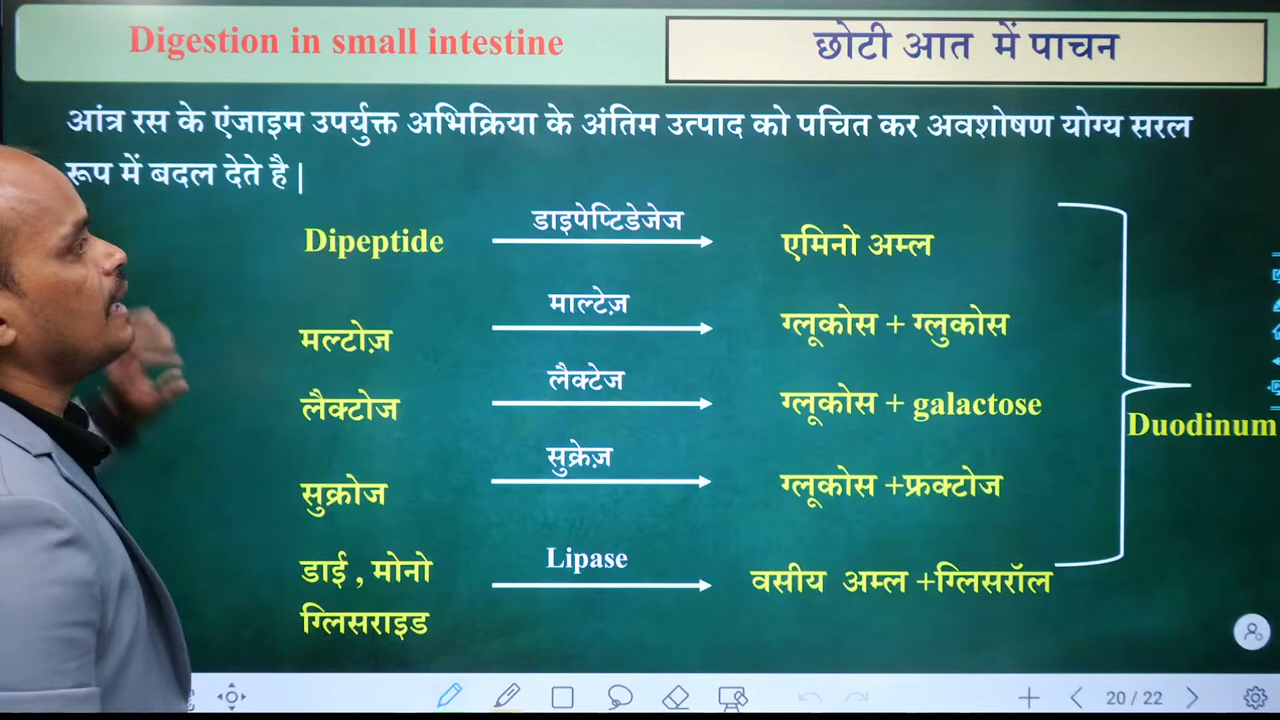 Digestion in small intestine
छोटी आत में पाचन
आंत्र रस के एंजाइम उपर्युक्त अभिक्रिया के अंतिम उत्पाद को पचित कर अवशोषण योग्य सरल
रूप में बदल देते है |
Dipeptide डाइपेप्टिडेजेज एमिनो अम्ल
मल्टोज़ माल्टेज़ ग्लूकोस + ग्लुकोस
लैक्टोज लैक्टेज ग्लूकोस + galactose
Duodinum
सुक्रोज सुक्रेज़ ग्लूकोस +फ्रक्टोज
डाई , मोनो Lipase वसीय अम्ल +ग्लिसरॉल
ग्लिसराइड
20 / 22